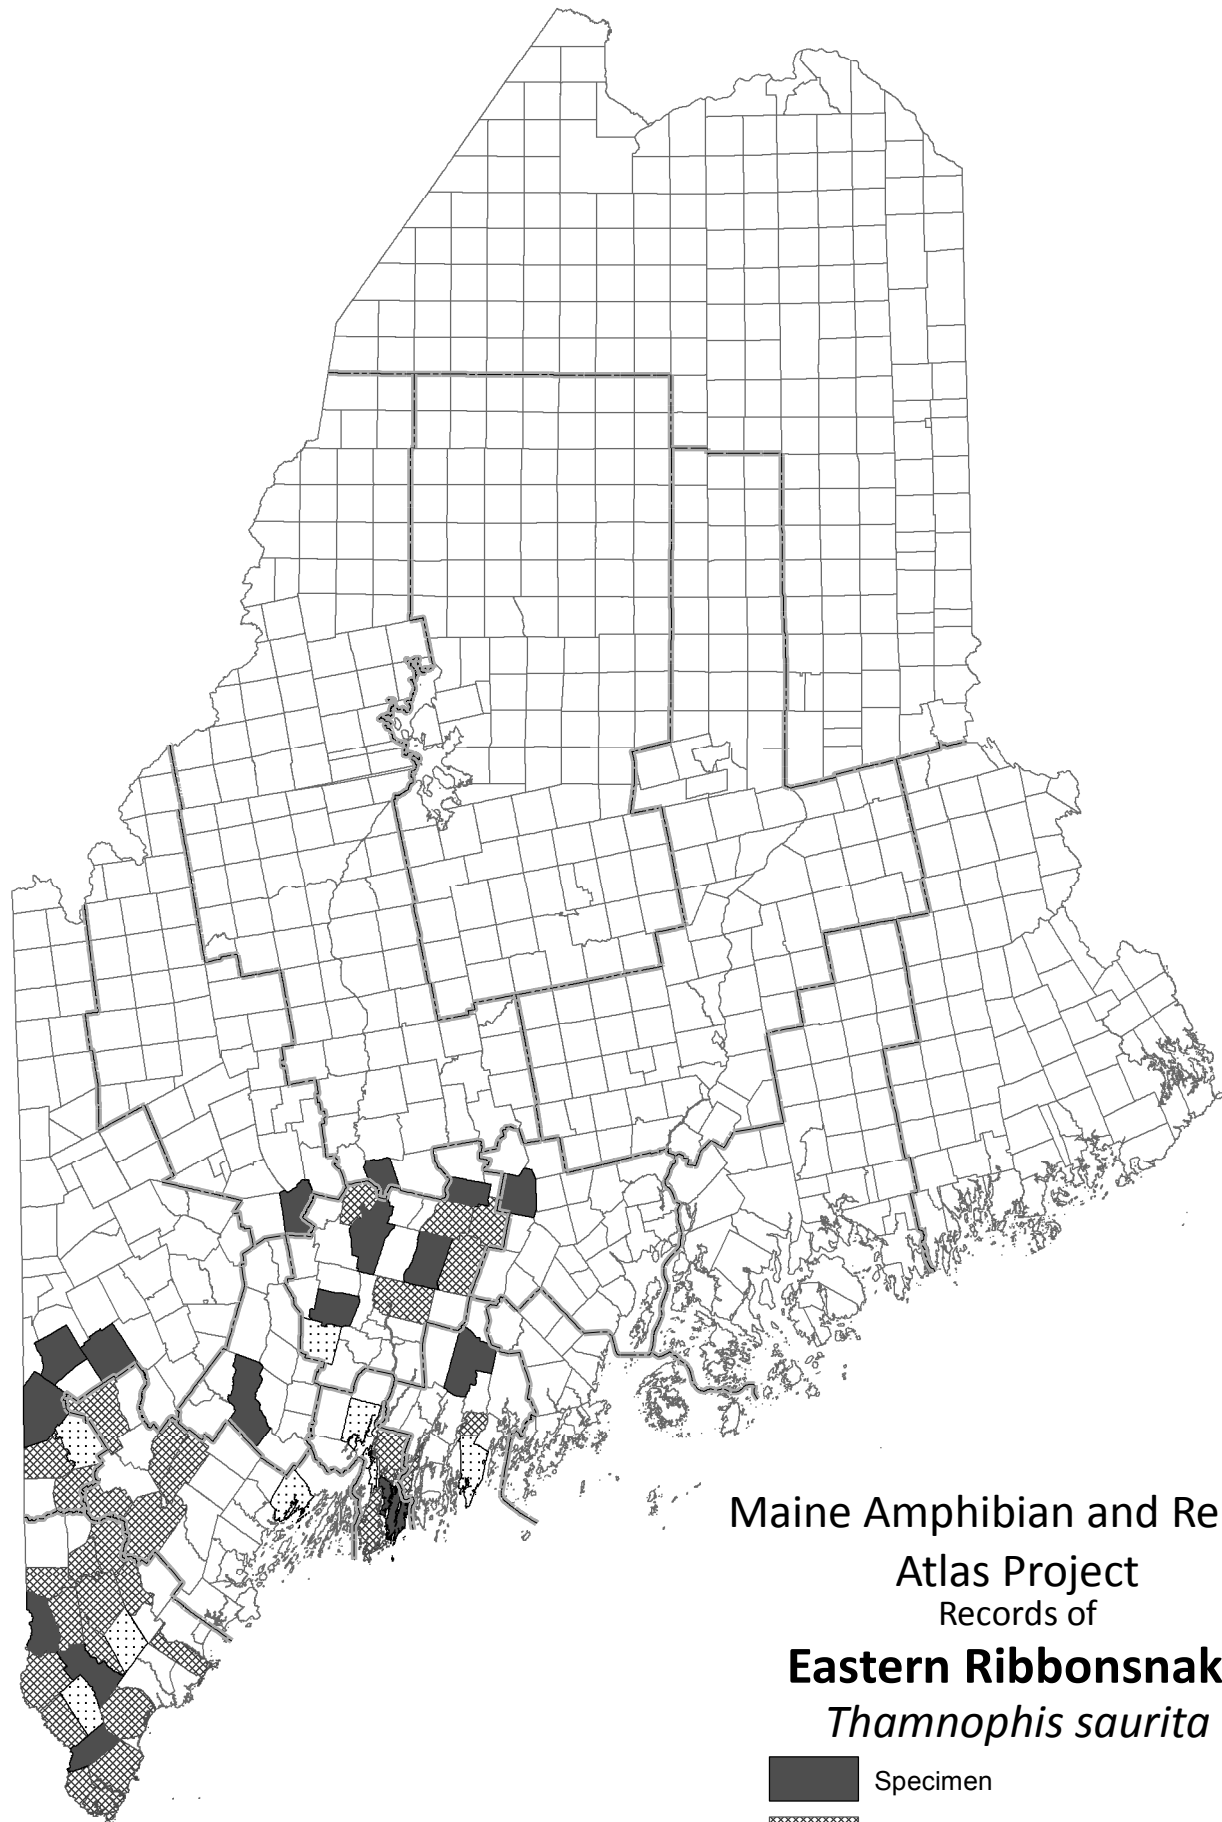 Maine Amphibian and Re
Atlas Project
Records of
Eastern Ribbonsnak
Thamnophis saurita
Specimen